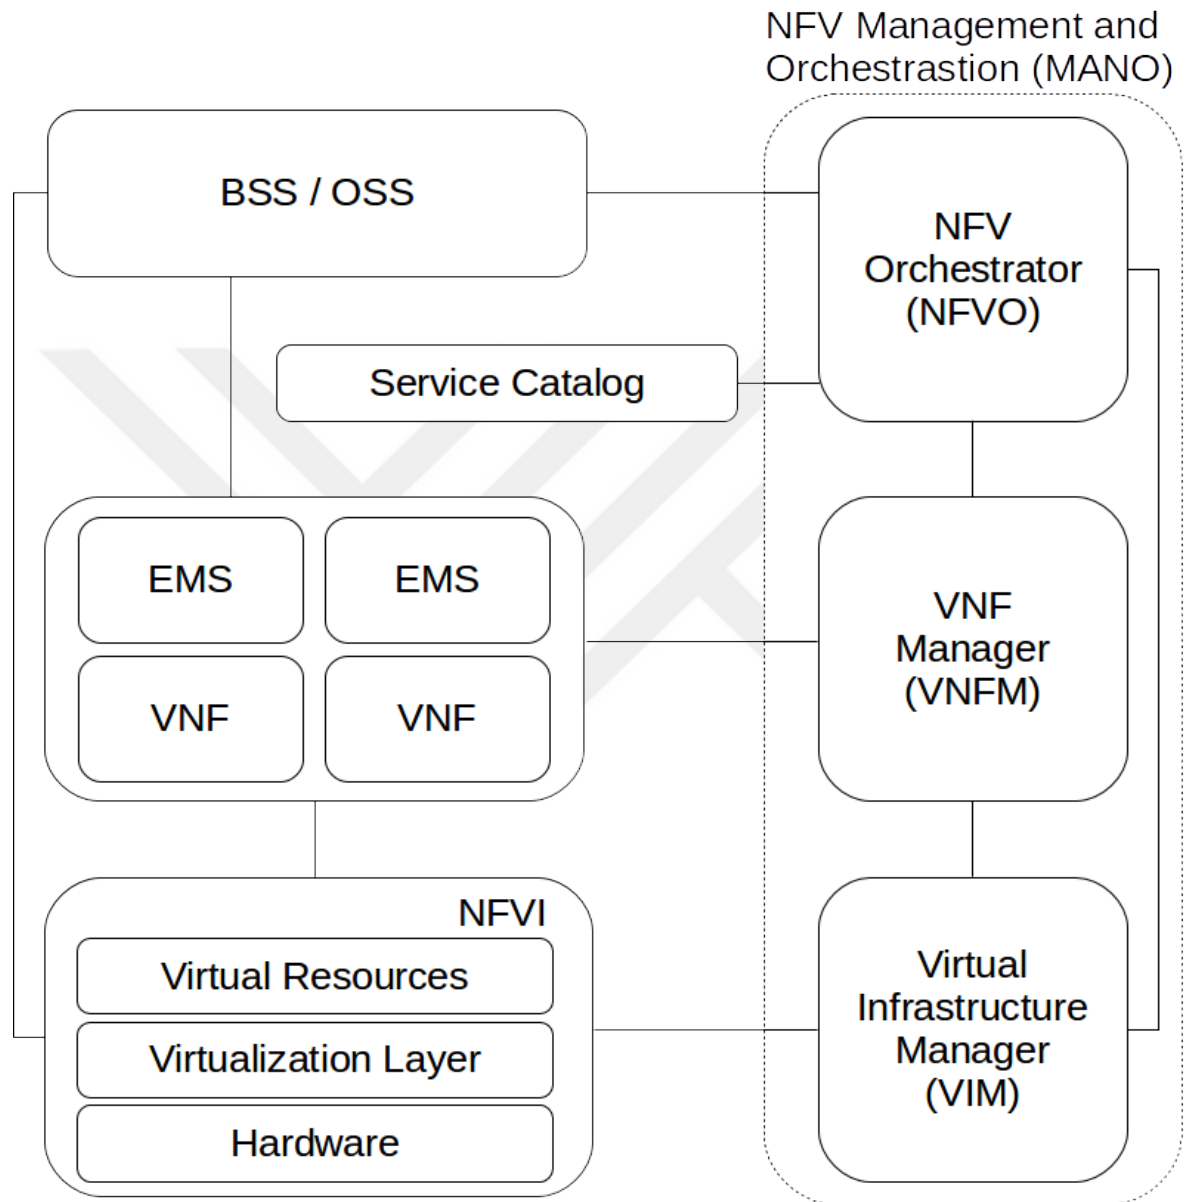 NFV Management and
Orchestrastion (MANO)
BSS / OSS
NFV
Orchestrator
(NFVO)
Service Catalog
EMS
EMS
VNF
VNF
VNF
Manager
(VNFM)
NFVI
Virtual Resources
Virtualization Layer
Hardware
Virtual
Infrastructure
Manager
(VIM)